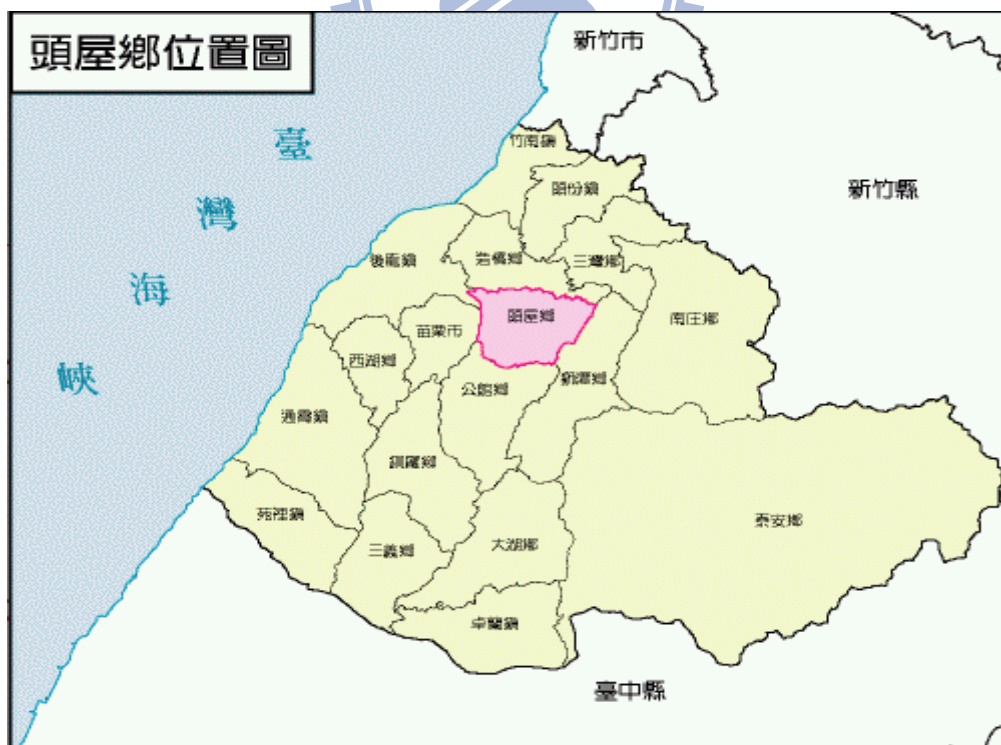 頭屋鄉位置圖
新竹市
臺灣海峽
竹南鎮
頭份鎮
新竹縣
後龍鎮
造橋鄉
三灣鄉
頭屋鄉
南庄鄉
苗栗市
西湖鄉
公館鄉
獅潭鄉
通霄鎮
銅鑼鄉
苑裡鎮
泰安鄉
三義鄉
大湖鄉
卓蘭鎮
臺中縣